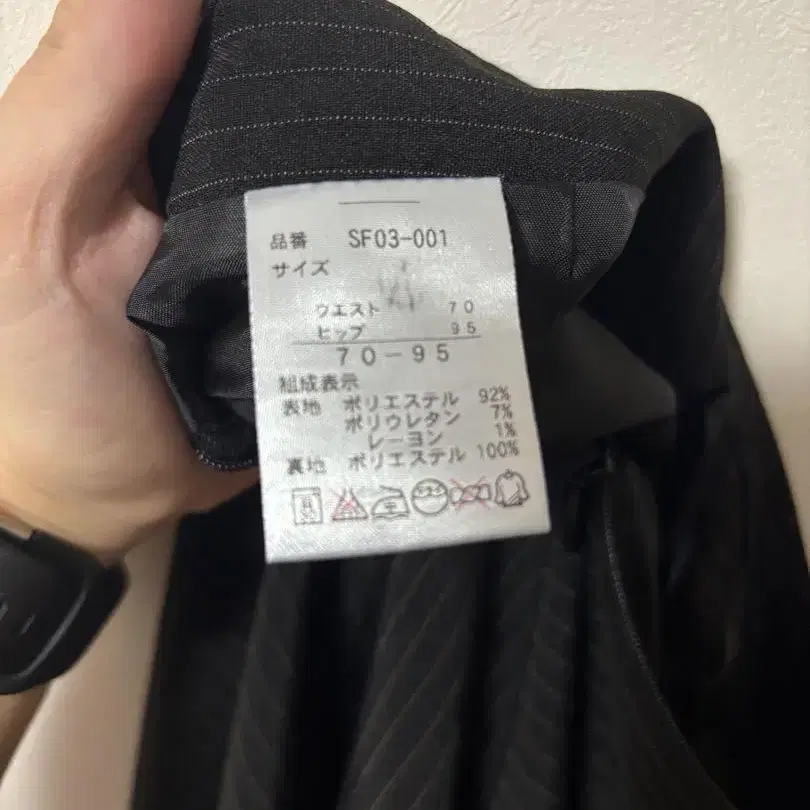 品番 SF03-001
サイズ
ウエスト 70
ヒップ 95
70-95
組成表示
表地 ポリエステル 92%
ポリウレタン 7%
レーヨン 1%
裏地 ポリエステル 100%